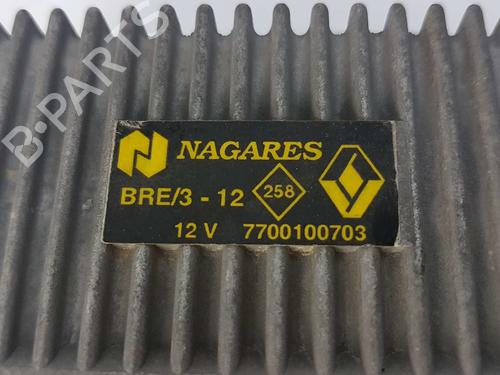 B-PARTS
NAGARES
BRE/3 - 12 258
12 V 7700100703